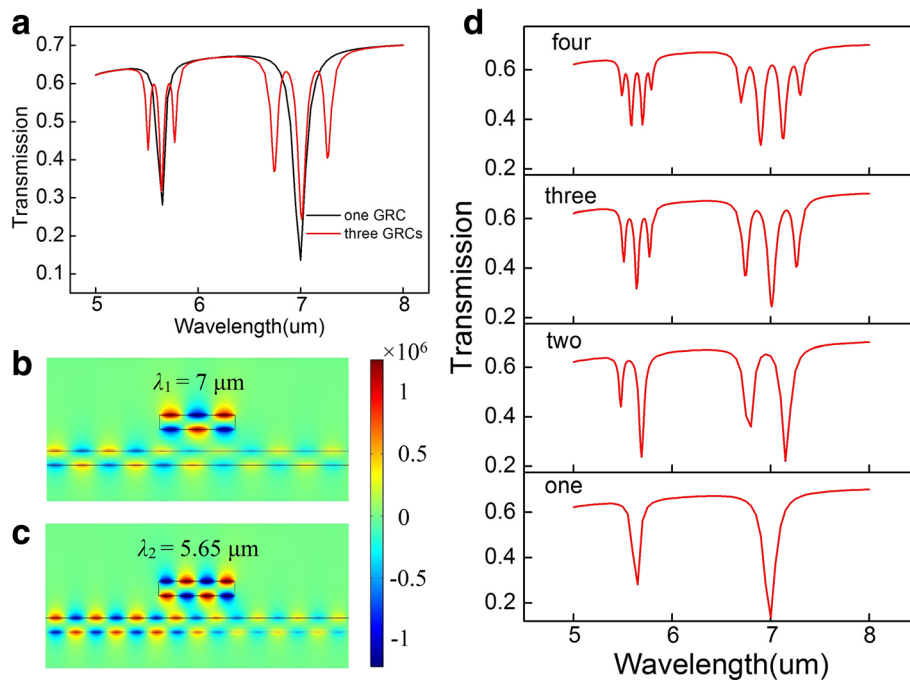 a
0.7
0.6
0.5
0.4
0.3
0.2
0.1
Transmission
one GRC
three GRCs
5 6 7 8
Wavelength(um)
b
λ1 = 7 μm
c
λ2 = 5.65 μm
×10^6
1
0.5
0
-0.5
-1
d
Transmission
four
0.6
0.4
0.2
three
0.6
0.4
0.2
two
0.6
0.4
0.2
one
0.6
0.4
0.2
5 6 7 8
Wavelength(um)